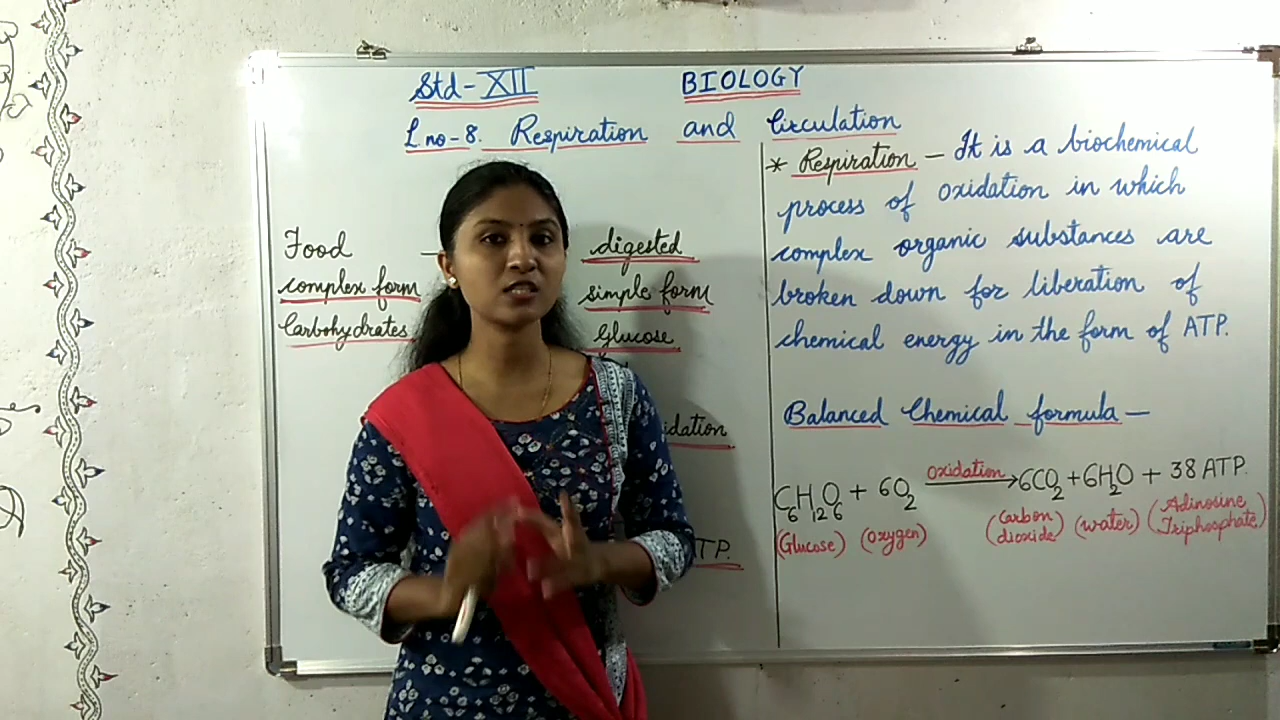 Std-XII BIOLOGY
L no-8. Respiration and Circulation
Food — digested
complex form simple form
Carbohydrates Glucose
idation
TP.
* Respiration — It is a biochemical
process of oxidation in which
complex organic substances are
broken down for liberation of
chemical energy in the form of ATP.
Balanced Chemical formula —
C₆H₁₂O₆ + 6O₂ oxidation → 6CO₂ + 6H₂O + 38 ATP.
(Glucose) (Oxygen) (Carbon dioxide) (water) (Adinosine Triphosphate)